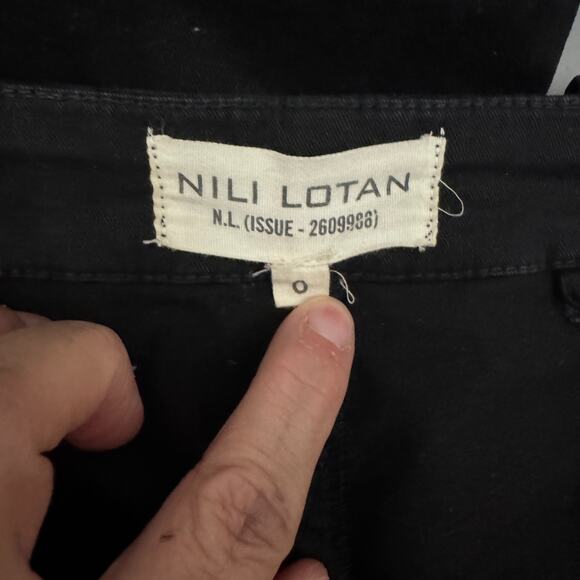 NILI LOTAN
N.L. (ISSUE - 2609988)
0